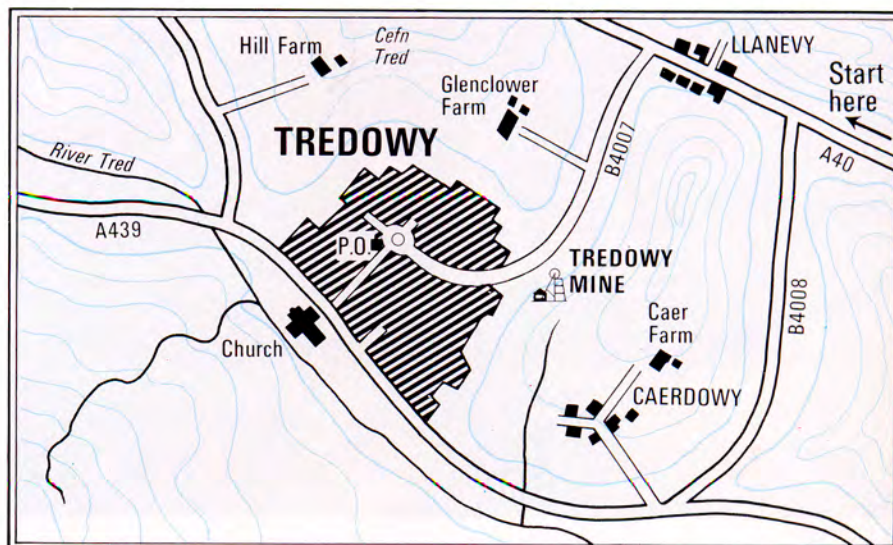 Cefn
Tred
Hill Farm
LLANEVY
Start
here
Glenclower
Farm
TREDOWY
B4007
A40
River Tred
A439
P.O.
TREDOWY
MINE
Caer
Farm
B4008
Church
CAERDOWY